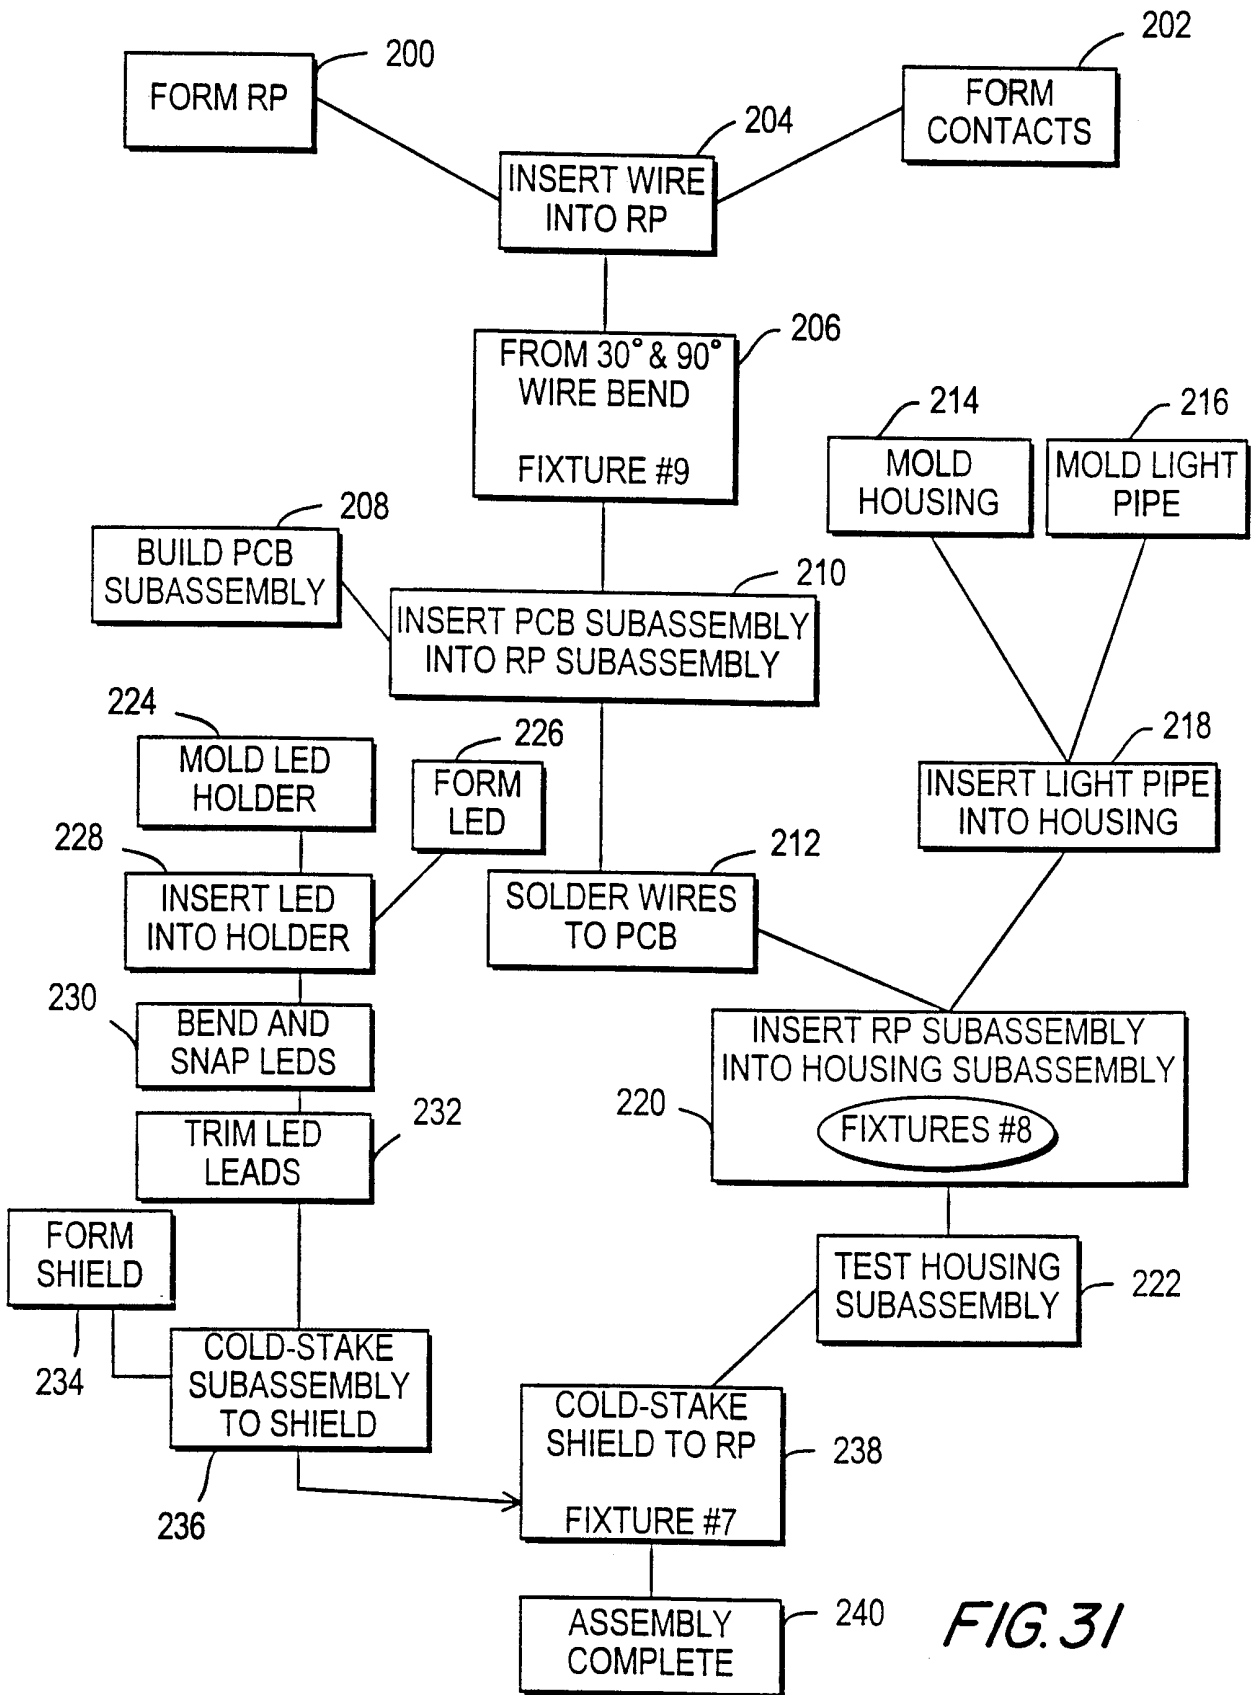 200
FORM RP
202
FORM
CONTACTS
204
INSERT WIRE
INTO RP
206
FROM 30° & 90°
WIRE BEND
FIXTURE #9
208
BUILD PCB
SUBASSEMBLY
210
INSERT PCB SUBASSEMBLY
INTO RP SUBASSEMBLY
214
MOLD
HOUSING
216
MOLD LIGHT
PIPE
218
INSERT LIGHT PIPE
INTO HOUSING
212
SOLDER WIRES
TO PCB
224
MOLD LED
HOLDER
226
FORM
LED
228
INSERT LED
INTO HOLDER
230
BEND AND
SNAP LEDS
232
TRIM LED
LEADS
220
INSERT RP SUBASSEMBLY
INTO HOUSING SUBASSEMBLY
FIXTURES #8
222
TEST HOUSING
SUBASSEMBLY
FORM
SHIELD
234
COLD-STAKE
SUBASSEMBLY
TO SHIELD
236
COLD-STAKE
SHIELD TO RP
FIXTURE #7
238
ASSEMBLY
COMPLETE
240
FIG. 31